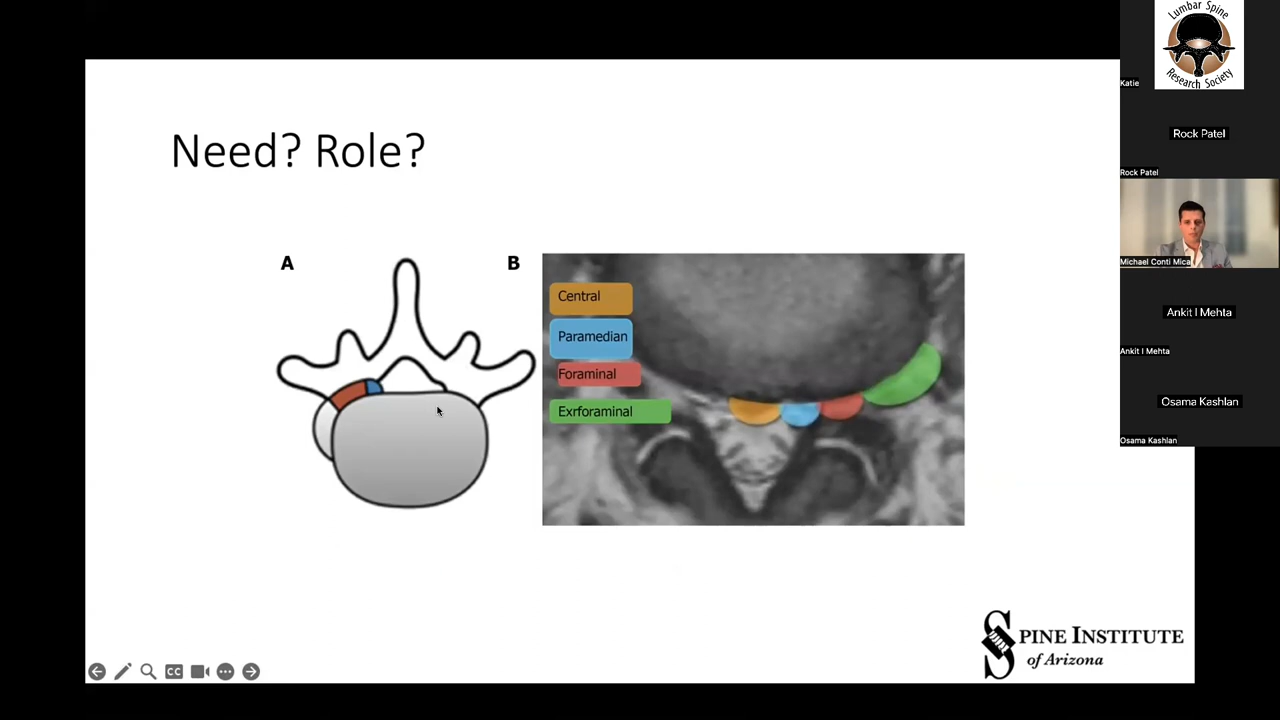 Need? Role?
A
B
Central
Paramedian
Foraminal
Exrforaminal
SPINE INSTITUTE
of Arizona
CC
Lumbar Spine
Research Society
Katie
Rock Patel
Rock Patel
Michael Conti Mica
Ankit I Mehta
Ankit I Mehta
Osama Kashlan
Osama Kashlan